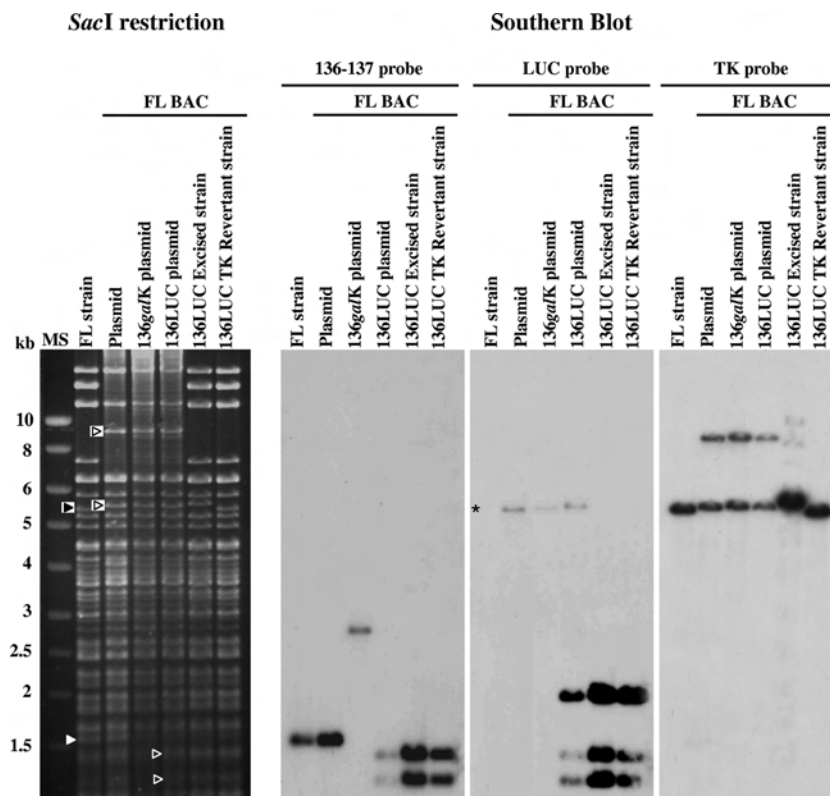 SacI restriction
Southern Blot
136-137 probe
LUC probe
TK probe
FL BAC
FL BAC
FL BAC
FL BAC
FL strain
Plasmid
136galK plasmid
136LUC plasmid
136LUC Excised strain
136LUC TK Revertant strain
FL strain
Plasmid
136galK plasmid
136LUC plasmid
136LUC Excised strain
136LUC TK Revertant strain
FL strain
Plasmid
136galK plasmid
136LUC plasmid
136LUC Excised strain
136LUC TK Revertant strain
FL strain
Plasmid
136galK plasmid
136LUC plasmid
136LUC Excised strain
136LUC TK Revertant strain
kb
MS
10
8
6
5
4
3
2.5
2
1.5
*